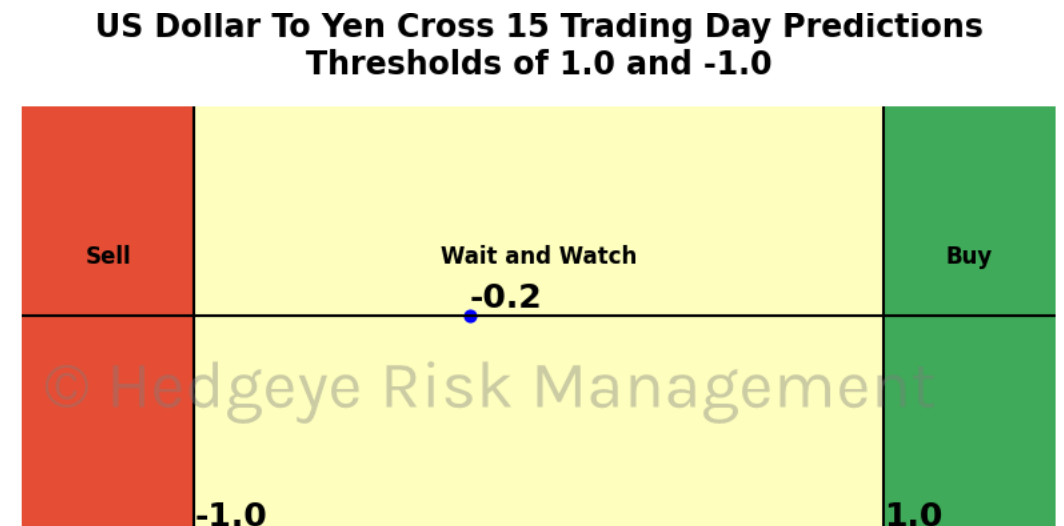 US Dollar To Yen Cross 15 Trading Day Predictions
Thresholds of 1.0 and -1.0
Sell
Wait and Watch
Buy
-0.2
© Hedgeye Risk Management
-1.0
1.0